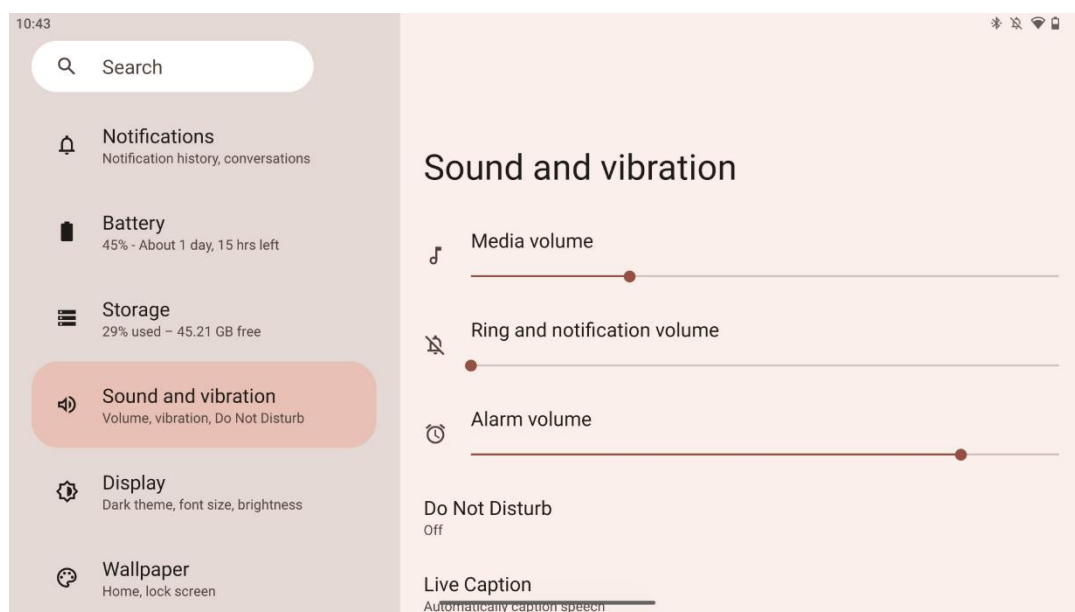 10:43
Search
Notifications
Notification history, conversations
Battery
45% - About 1 day, 15 hrs left
Storage
29% used – 45.21 GB free
Sound and vibration
Volume, vibration, Do Not Disturb
Display
Dark theme, font size, brightness
Wallpaper
Home, lock screen
Sound and vibration
Media volume
Ring and notification volume
Alarm volume
Do Not Disturb
Off
Live Caption
Automatically caption speech